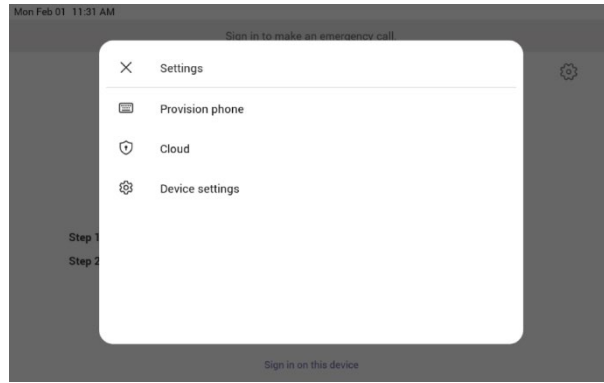 Mon Feb 01 11:31 AM
Sign in to make an emergency call.
Settings
Provision phone
Cloud
Device settings
Step 1
Step 2
Sign in on this device